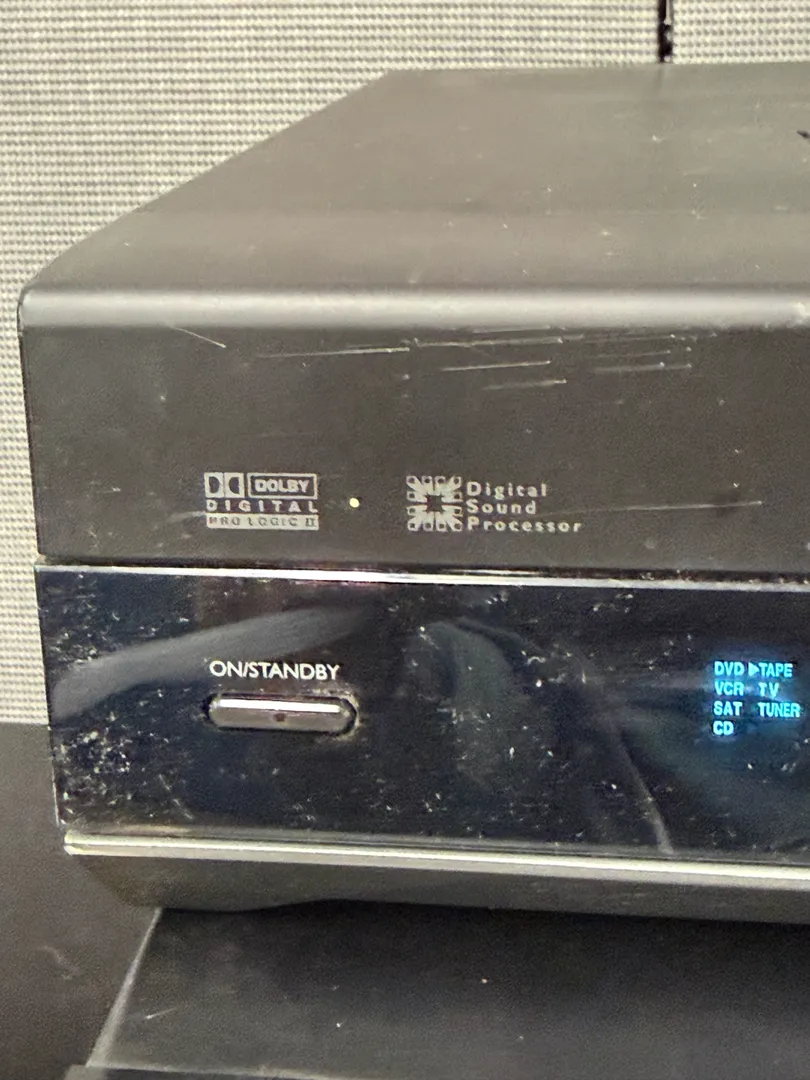 DOLBY
DIGITAL
PRO LOGIC II
Digital
Sound
Processor
ON/STANDBY
DVD ▶TAPE
VCR TV
SAT TUNER
CD